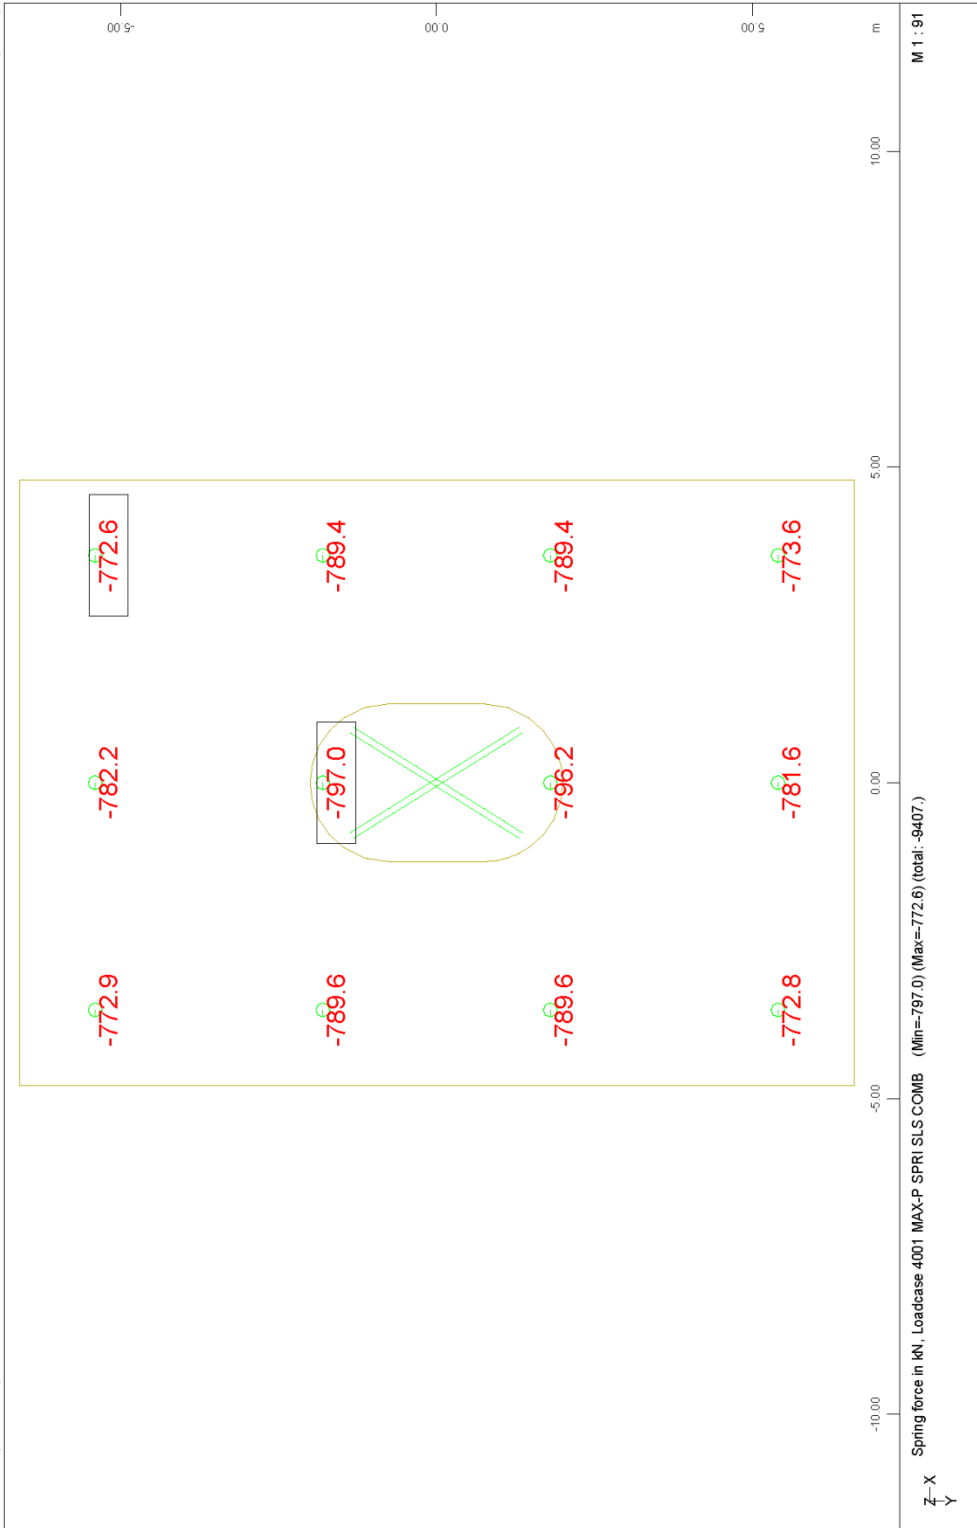 -5.00
-772.9 -782.2 -772.6
-789.6 -797.0 -789.4
0.00
-789.6 -796.2 -789.4
5.00
-772.8 -781.6 -773.6
-10.00 -5.00 0.00 5.00 10.00 m
Z X
Y
Spring force in kN, Loadcase 4001 MAX-P SPRI SLS COMB (Min=-797.0) (Max=-772.6) (total: -9407.)
M 1 : 91